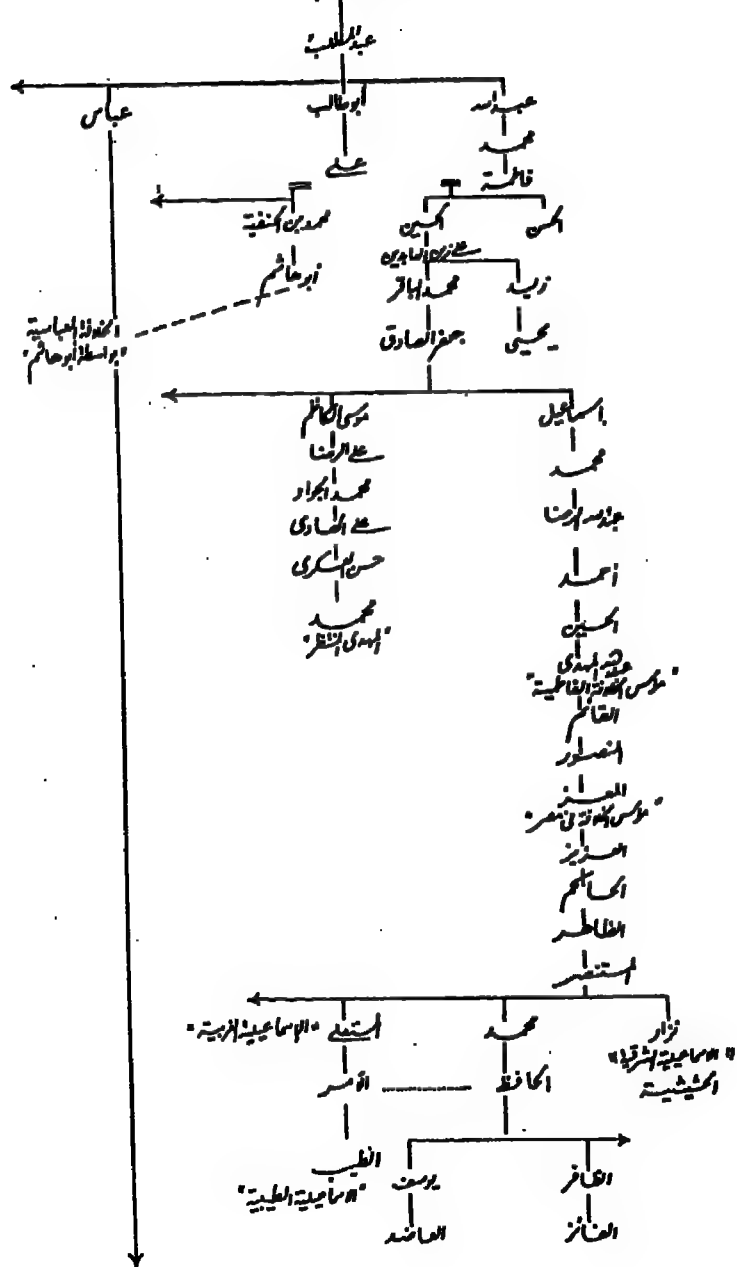 عبد المطلب
عبد الله
أبو طالب
عباس
محمد
علي
فاطمة
الحسن
الحسين
محمد بن الحنفية
علي زين العابدين
أبو هاشم
زيد
محمد الباقر
يحيى
جعفر الصادق
الخلافة العباسية
"بواسطة أبو هاشم"
إسماعيل
موسى الكاظم
محمد
علي الرضا
عبد الله الرضا
محمد الجواد
أحمد
علي الهادي
الحسين
حسن العسكري
محمد
"المهدي المنتظر"
عبيد الله المهدي
"مؤسس الخلافة الفاطمية"
القائم
المنصور
المعز
"مؤسس الخلافة في مصر"
العزيز
الحاكم
الظاهر
المستنصر
نزار
"الاسماعيلية الشرقية"
الحشيشية
محمد
المستعلي "الإسماعيلية الغربية"
الحافظ
الآمر
الظافر
يوسف
الطيب
"الاسماعيلية الطيبية"
الفائز
العاضد